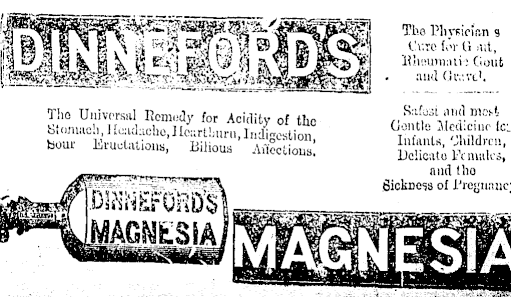 DINNEFORD'S
The Universal Remedy for Acidity of the
Stomach, Headache, Heartburn, Indigestion,
Sour Eructations, Bilious Affections.
The Physician's
Cure for Gout,
Rheumatic Gout
and Gravel.
Safest and most
Gentle Medicine for
Infants, Children,
Delicate Females,
and the
Sickness of Pregnancy
DINNEFORD'S
MAGNESIA
MAGNESIA